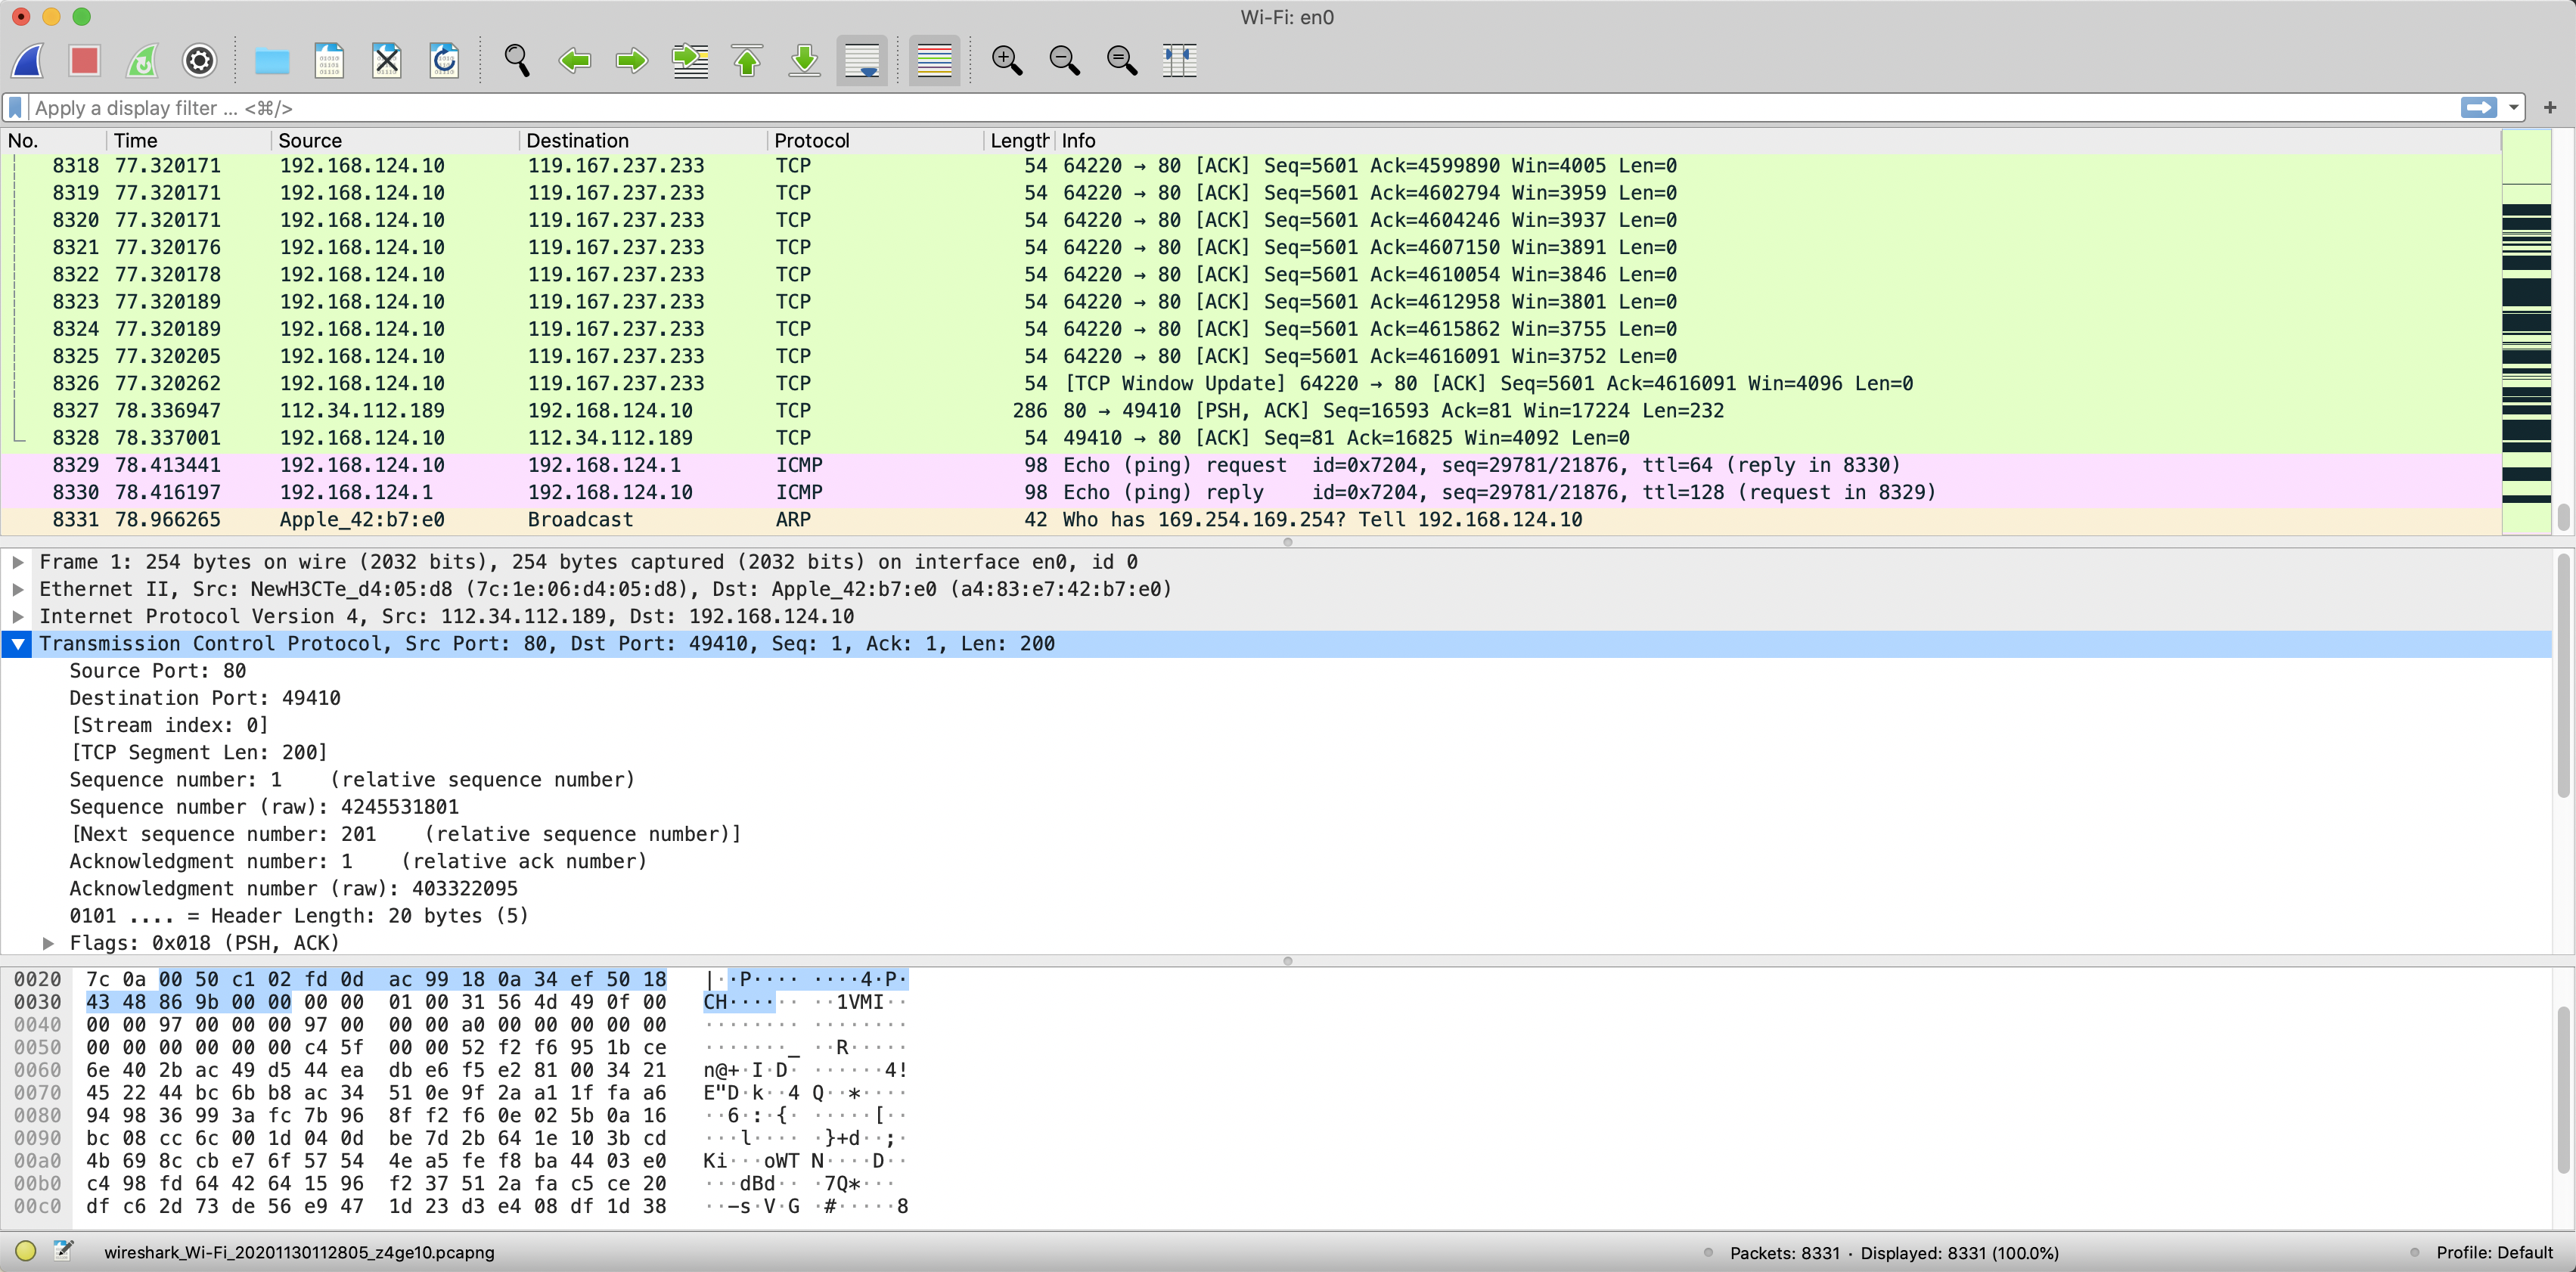 Wi-Fi: en0
Apply a display filter ... <⌘/>
No. Time Source Destination Protocol Length Info
8318 77.320171 192.168.124.10 119.167.237.233 TCP 54 64220 → 80 [ACK] Seq=5601 Ack=4599890 Win=4005 Len=0
8319 77.320171 192.168.124.10 119.167.237.233 TCP 54 64220 → 80 [ACK] Seq=5601 Ack=4602794 Win=3959 Len=0
8320 77.320171 192.168.124.10 119.167.237.233 TCP 54 64220 → 80 [ACK] Seq=5601 Ack=4604246 Win=3937 Len=0
8321 77.320176 192.168.124.10 119.167.237.233 TCP 54 64220 → 80 [ACK] Seq=5601 Ack=4607150 Win=3891 Len=0
8322 77.320178 192.168.124.10 119.167.237.233 TCP 54 64220 → 80 [ACK] Seq=5601 Ack=4610054 Win=3846 Len=0
8323 77.320189 192.168.124.10 119.167.237.233 TCP 54 64220 → 80 [ACK] Seq=5601 Ack=4612958 Win=3801 Len=0
8324 77.320189 192.168.124.10 119.167.237.233 TCP 54 64220 → 80 [ACK] Seq=5601 Ack=4615862 Win=3755 Len=0
8325 77.320205 192.168.124.10 119.167.237.233 TCP 54 64220 → 80 [ACK] Seq=5601 Ack=4616091 Win=3752 Len=0
8326 77.320262 192.168.124.10 119.167.237.233 TCP 54 [TCP Window Update] 64220 → 80 [ACK] Seq=5601 Ack=4616091 Win=4096 Len=0
8327 78.336947 112.34.112.189 192.168.124.10 TCP 286 80 → 49410 [PSH, ACK] Seq=16593 Ack=81 Win=17224 Len=232
8328 78.337001 192.168.124.10 112.34.112.189 TCP 54 49410 → 80 [ACK] Seq=81 Ack=16825 Win=4092 Len=0
8329 78.413441 192.168.124.10 192.168.124.1 ICMP 98 Echo (ping) request id=0x7204, seq=29781/21876, ttl=64 (reply in 8330)
8330 78.416197 192.168.124.1 192.168.124.10 ICMP 98 Echo (ping) reply id=0x7204, seq=29781/21876, ttl=128 (request in 8329)
8331 78.966265 Apple_42:b7:e0 Broadcast ARP 42 Who has 169.254.169.254? Tell 192.168.124.10
Frame 1: 254 bytes on wire (2032 bits), 254 bytes captured (2032 bits) on interface en0, id 0
Ethernet II, Src: NewH3CTe_d4:05:d8 (7c:1e:06:d4:05:d8), Dst: Apple_42:b7:e0 (a4:83:e7:42:b7:e0)
Internet Protocol Version 4, Src: 112.34.112.189, Dst: 192.168.124.10
Transmission Control Protocol, Src Port: 80, Dst Port: 49410, Seq: 1, Ack: 1, Len: 200
Source Port: 80
Destination Port: 49410
[Stream index: 0]
[TCP Segment Len: 200]
Sequence number: 1 (relative sequence number)
Sequence number (raw): 4245531801
[Next sequence number: 201 (relative sequence number)]
Acknowledgment number: 1 (relative ack number)
Acknowledgment number (raw): 403322095
0101 .... = Header Length: 20 bytes (5)
Flags: 0x018 (PSH, ACK)
0020 7c 0a 00 50 c1 02 fd 0d ac 99 18 0a 34 ef 50 18 |··P···· ····4·P·
0030 43 48 86 9b 00 00 00 00 01 00 31 56 4d 49 0f 00 CH······ ··1VMI··
0040 00 00 97 00 00 00 97 00 00 00 a0 00 00 00 00 00 ········ ········
0050 00 00 00 00 00 00 c4 5f 00 00 52 f2 f6 95 1b ce ·······_ ··R·····
0060 6e 40 2b ac 49 d5 44 ea db e6 f5 e2 81 00 34 21 n@+·I·D· ······4!
0070 45 22 44 bc 6b b8 ac 34 51 0e 9f 2a a1 1f fa a6 E"D·k··4 Q··*····
0080 94 98 36 99 3a fc 7b 96 8f f2 f6 0e 02 5b 0a 16 ··6·:·{· ·····[··
0090 bc 08 cc 6c 00 1d 04 0d be 7d 2b 64 1e 10 3b cd ···l···· ·}+d··;·
00a0 4b 69 8c cb e7 6f 57 54 4e a5 fe f8 ba 44 03 e0 Ki···oWT N····D··
00b0 c4 98 fd 64 42 64 15 96 f2 37 51 2a fa c5 ce 20 ···dBd·· ·7Q*···
00c0 df c6 2d 73 de 56 e9 47 1d 23 d3 e4 08 df 1d 38 ··-s·V·G ·#·····8
wireshark_Wi-Fi_20201130112805_z4ge10.pcapng Packets: 8331 · Displayed: 8331 (100.0%) Profile: Default